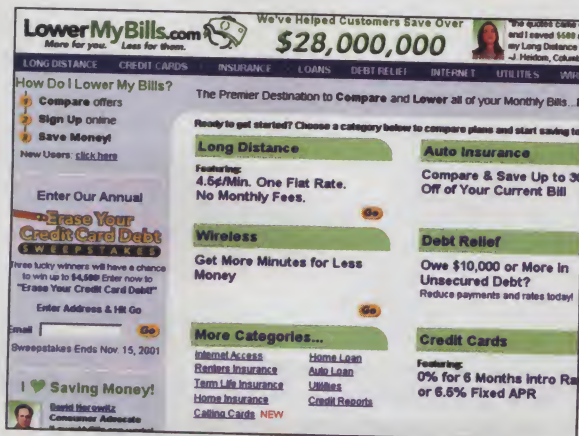 LowerMyBills.com
More for you. Less for them.
We've Helped Customers Save Over
$28,000,000
and I saved $600
my Long Distance
-J. Heidom, Columb
LONG DISTANCE CREDIT CARDS INSURANCE LOANS DEBT RELIEF INTERNET UTILITIES
How Do I Lower My Bills?
1 Compare offers
2 Sign Up online
3 Save Money!
New Users: click here
Enter Our Annual
Erase Your
Credit Card Debt
SWEEPSTAKES
Three lucky winners will have a chance
to win up to $4,500! Enter now to
"Erase Your Credit Card Debt!"
Enter Address & Hit Go
Email Go
Sweepstakes Ends Nov. 15, 2001
I Saving Money!
David Horowitz
Consumer Advocate
The Premier Destination to Compare and Lower all of your Monthly Bills...
Ready to get started? Choose a category below to compare plans and start saving
Long Distance
Featuring:
4.5¢/Min. One Flat Rate.
No Monthly Fees.
Go
Wireless
Get More Minutes for Less
Money
Go
More Categories...
Internet Access
Renters Insurance
Term Life Insurance
Home Insurance
Calling Cards NEW
Home Loan
Auto Loan
Utilities
Credit Reports
Auto Insurance
Compare & Save Up to
Off of Your Current Bill
Debt Relief
Owe $10,000 or More in
Unsecured Debt?
Reduce payments and rates today!
Credit Cards
Featuring:
0% for 6 Months Intro
or 6.5% Fixed APR